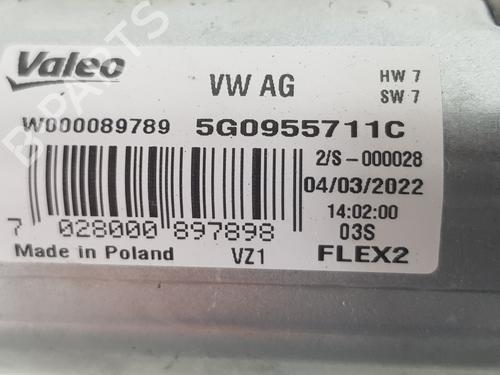 Valeo
VW AG
HW 7
SW 7
W000089789
5G0955711C
2/S-000028
04/03/2022
14:02:00
03S
7 028000 897898
Made in Poland
VZ1
FLEX2
B-PARTS